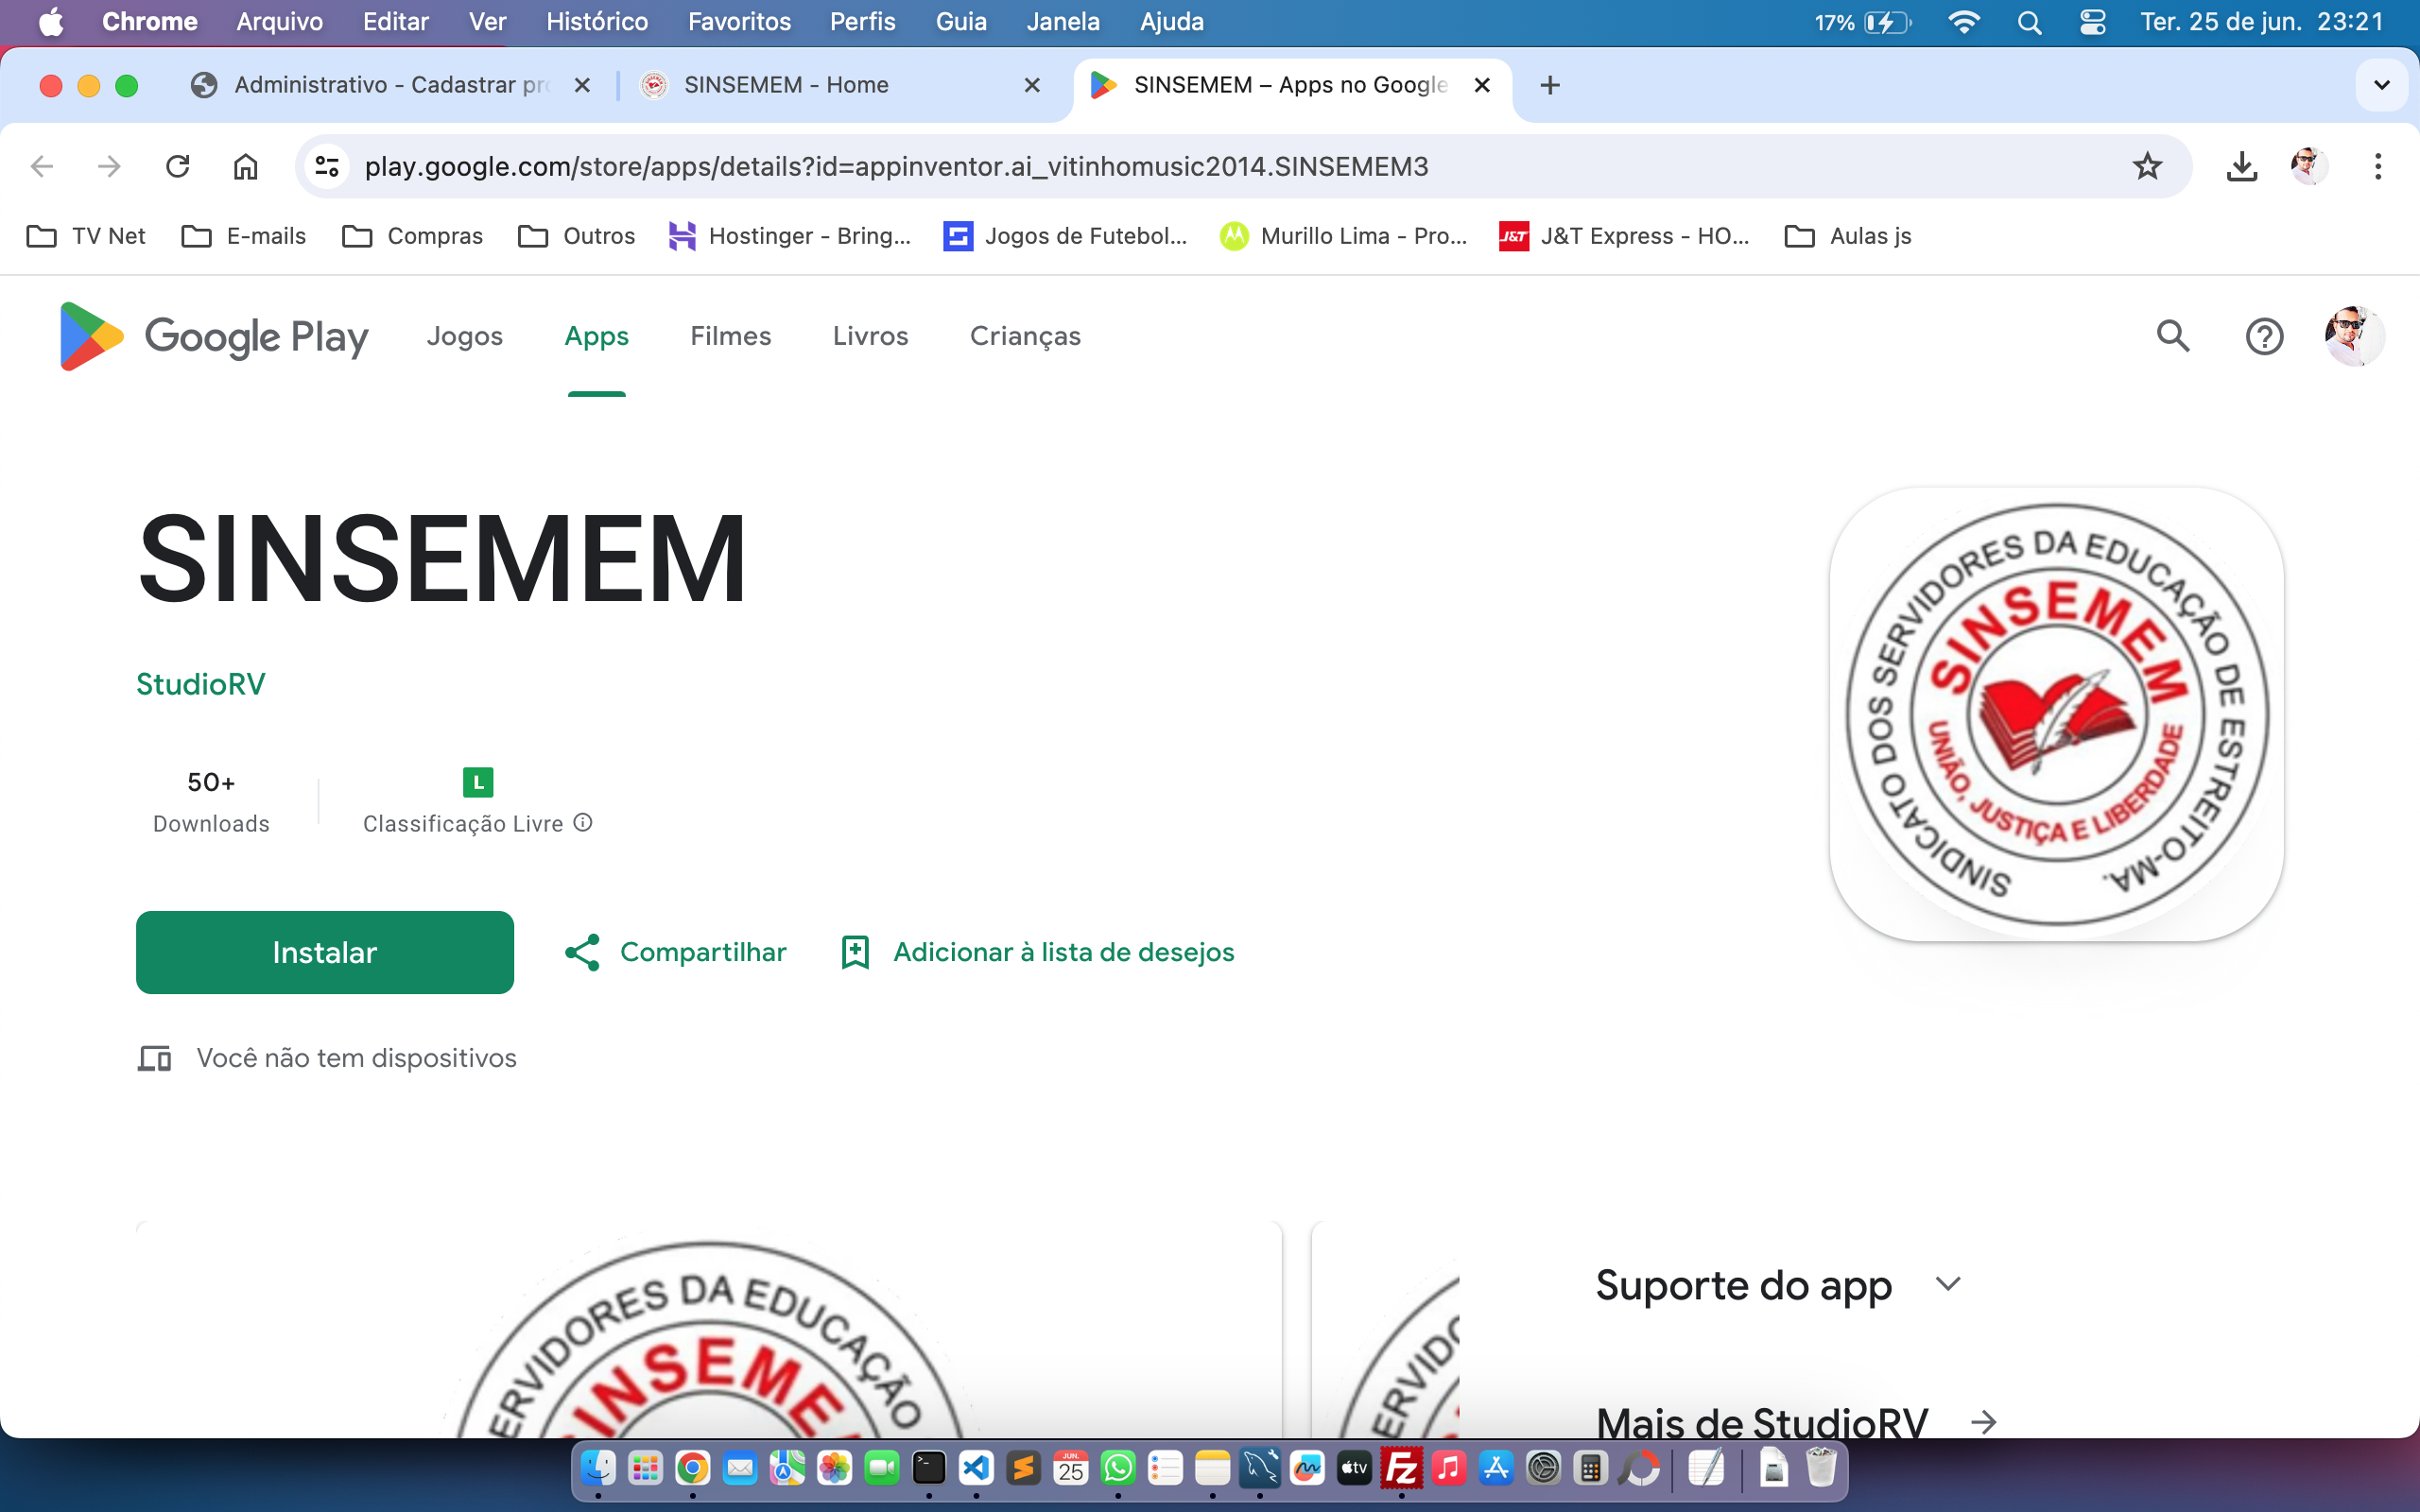 Chrome Arquivo Editar Ver Histórico Favoritos Perfis Guia Janela Ajuda 17% Ter. 25 de jun. 23:21
Administrativo - Cadastrar pro SINSEMEM - Home SINSEMEM – Apps no Google
play.google.com/store/apps/details?id=appinventor.ai_vitinhomusic2014.SINSEMEM3
TV Net E-mails Compras Outros Hostinger - Bring... Jogos de Futebol... Murillo Lima - Pro... J&T J&T Express - HO... Aulas js
Google Play Jogos Apps Filmes Livros Crianças
SINSEMEM
StudioRV
50+
Downloads
L
Classificação Livre
Instalar Compartilhar Adicionar à lista de desejos
Você não tem dispositivos
SINDICATO DOS SERVIDORES DA EDUCAÇÃO DE ESTREITO-MA.
SINSEMEM
UNIÃO, JUSTIÇA E LIBERDADE
ERVIDORES DA EDUCAÇÃO
INSEME
ERVIDO
Suporte do app
Mais de StudioRV
JUN.
25
tv
Fz